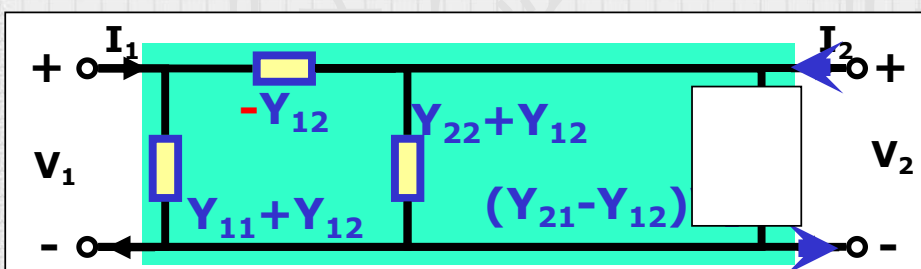 I₁ I₂
+ +
-Y₁₂
Y₂₂+Y₁₂
V₁ V₂
(Y₂₁-Y₁₂)
Y₁₁+Y₁₂
- -